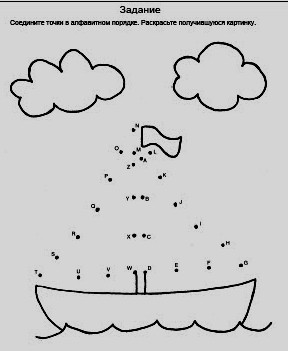 Задание
Соедините точки в алфавитном порядке. Раскрасьте получившуюся картинку.
N
O M L
A
Z
P K
Y B
J
Q
I
R X C
H
S
T U V W D E F G